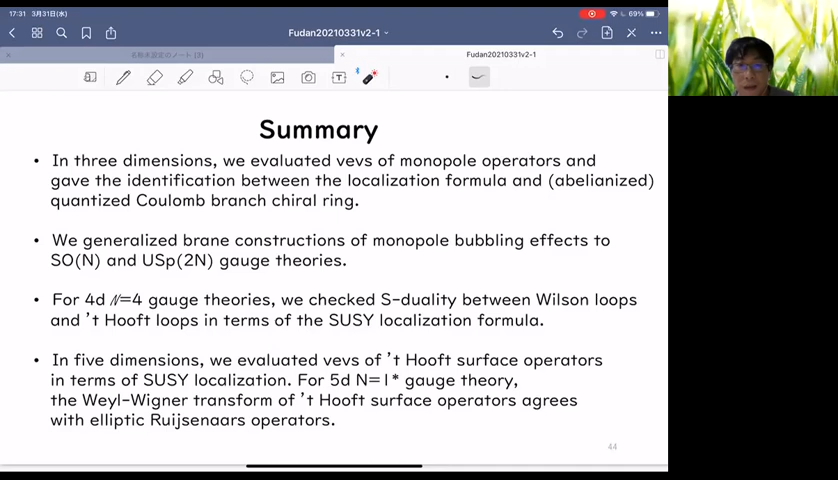 17:31 3月31日(水)
69%
Fudan20210331v2-1
名称未設定のノート (3)
Fudan20210331v2-1
Summary
• In three dimensions, we evaluated vevs of monopole operators and
gave the identification between the localization formula and (abelianized)
quantized Coulomb branch chiral ring.
• We generalized brane constructions of monopole bubbling effects to
SO(N) and USp(2N) gauge theories.
• For 4d 𝒩=4 gauge theories, we checked S-duality between Wilson loops
and 't Hooft loops in terms of the SUSY localization formula.
• In five dimensions, we evaluated vevs of 't Hooft surface operators
in terms of SUSY localization. For 5d N=1* gauge theory,
the Weyl-Wigner transform of 't Hooft surface operators agrees
with elliptic Ruijsenaars operators.
44